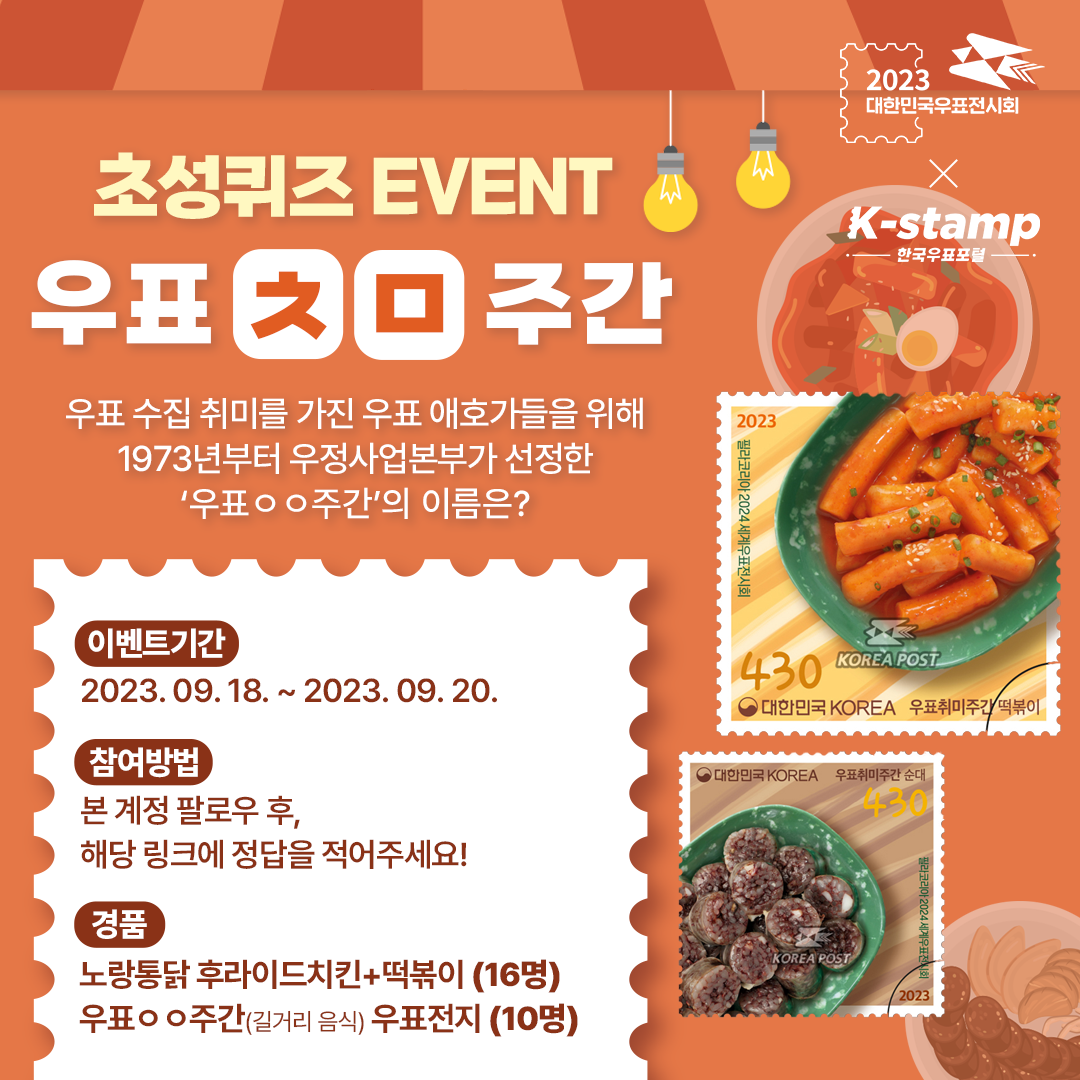 2023
대한민국우표전시회
K-stamp
한국우표포털
초성퀴즈 EVENT
우표 ㅊㅁ 주간
우표 수집 취미를 가진 우표 애호가들을 위해
1973년부터 우정사업본부가 선정한
‘우표ㅇㅇ주간’의 이름은?
이벤트기간
2023. 09. 18. ~ 2023. 09. 20.
참여방법
본 계정 팔로우 후,
해당 링크에 정답을 적어주세요!
경품
노랑통닭 후라이드치킨+떡볶이 (16명)
우표ㅇㅇ주간(길거리 음식) 우표전지 (10명)
2023
필라코리아 2024 세계우표전시회
KOREA POST
430
대한민국 KOREA 우표취미주간 떡볶이
대한민국 KOREA 우표취미주간 순대
430
필라코리아 2024 세계우표전시회
KOREA POST
2023